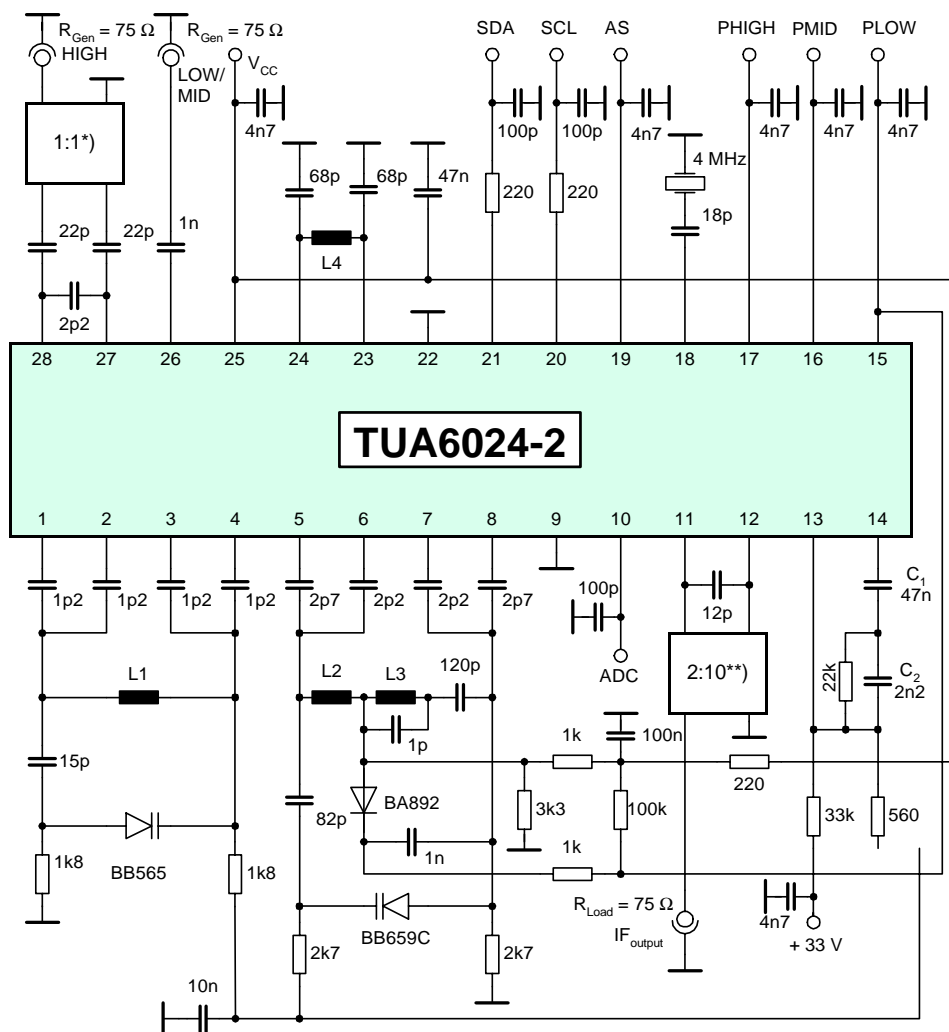 R_Gen = 75 Ω
HIGH
R_Gen = 75 Ω
LOW/
MID
V_CC
SDA
SCL
AS
PHIGH
PMID
PLOW
4n7
100p
100p
4n7
4n7
4n7
4n7
1:1*)
68p
68p
47n
220
220
4 MHz
18p
22p
22p
1n
L4
2p2
28
27
26
25
24
23
22
21
20
19
18
17
16
15
TUA6024-2
1
2
3
4
5
6
7
8
9
10
11
12
13
14
1p2
1p2
1p2
1p2
2p7
2p2
2p2
2p7
100p
12p
C_1
47n
L1
L2
L3
120p
ADC
2:10**)
22k
C_2
2n2
1p
15p
1k
100n
220
BA892
82p
3k3
100k
33k
560
1n
1k
BB565
1k8
1k8
BB659C
R_Load = 75 Ω
IF_output
4n7
+ 33 V
2k7
2k7
10n